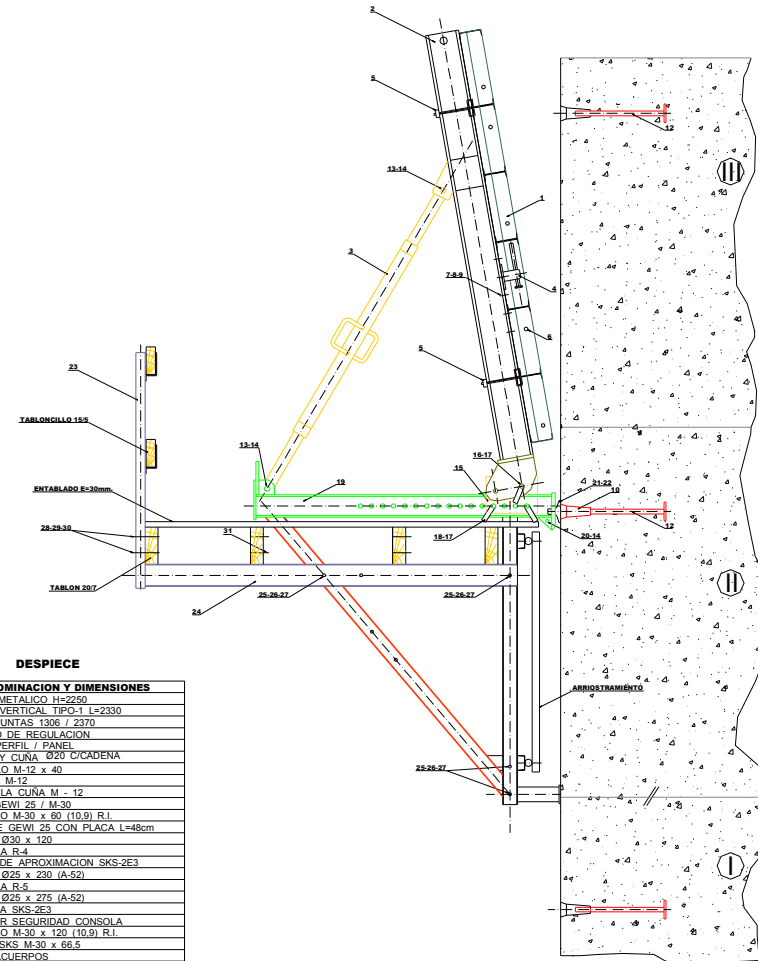 2
5
12
III
13-14
1
3
7-8-9
4
6
23
5
TABLONCILLO 15/5
13-14
16-17
19
15
21-22
10
ENTABLADO E=30mm.
12
28-29-30
31
18-17
20-14
TABLON 20/7
II
24
25-26-27
25-26-27
DESPIECE
OMINACION Y DIMENSIONES
METALICO H=2250
ARRIOSTRAMIENTO
VERTICAL TIPO-1 L=2330
PUNTAS 1306 / 2370
O DE REGULACION
PERFIL / PANEL
Y CUÑA Ø20 C/CADENA
25-26-27
LO M-12 x 40
M-12
LA CUÑA M - 12
GEWI 25 / M-30
O M-30 x 60 (10,9) R.I.
E GEWI 25 CON PLACA L=48cm
Ø30 x 120
A R-4
DE APROXIMACION SKS-2E3
I
Ø25 x 230 (A-52)
A R-5
Ø25 x 275 (A-52)
A SKS-2E3
R SEGURIDAD CONSOLA
O M-30 x 120 (10,9) R.I.
SKS M-30 x 66,5
ACUERPOS